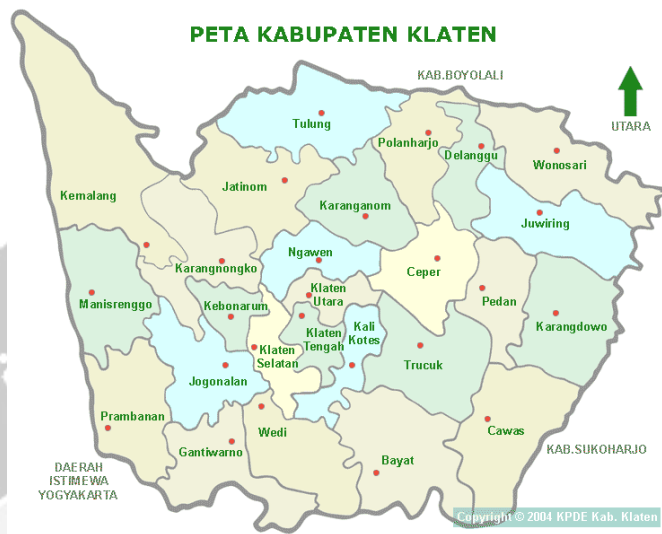 PETA KABUPATEN KLATEN
KAB.BOYOLALI
UTARA
Tulung
Polanharjo
Delanggu
Wonosari
Kemalang
Jatinom
Karanganom
Juwiring
Karangnongko
Ngawen
Ceper
Manisrenggo
Kebonarum
Klaten
Utara
Pedan
Karangdowo
Klaten
Tengah
Kali
Kotes
Klaten
Selatan
Trucuk
Jogonalan
Prambanan
Wedi
Cawas
Gantiwarno
Bayat
KAB.SUKOHARJO
DAERAH
ISTIMEWA
YOGYAKARTA
Copyright © 2004 KPDE Kab. Klaten